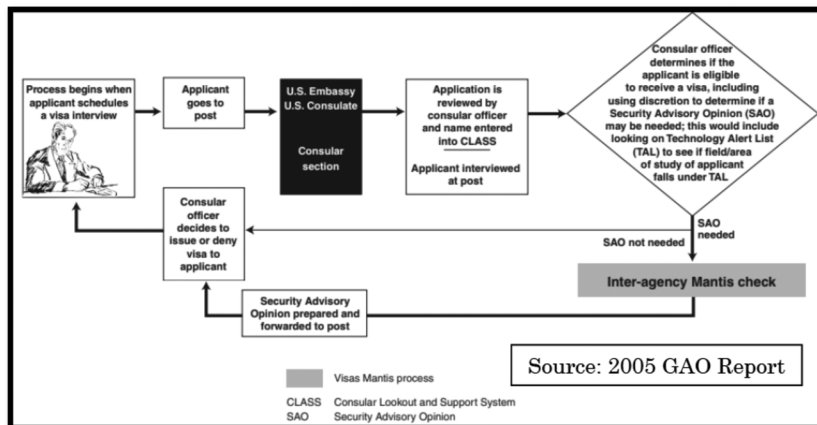 Process begins when
applicant schedules
a visa interview
Applicant
goes to
post
U.S. Embassy
U.S. Consulate
Consular
section
Application is
reviewed by
consular officer
and name entered
into CLASS
Applicant interviewed
at post
Consular officer
determines if the
applicant is eligible
to receive a visa, including
using discretion to determine if a
Security Advisory Opinion (SAO)
may be needed; this would include
looking on Technology Alert List
(TAL) to see if field/area
of study of applicant
falls under TAL
SAO
needed
SAO not needed
Inter-agency Mantis check
Security Advisory
Opinion prepared and
forwarded to post
Consular
officer
decides to
issue or deny
visa to
applicant
Source: 2005 GAO Report
Visas Mantis process
CLASS Consular Lookout and Support System
SAO Security Advisory Opinion